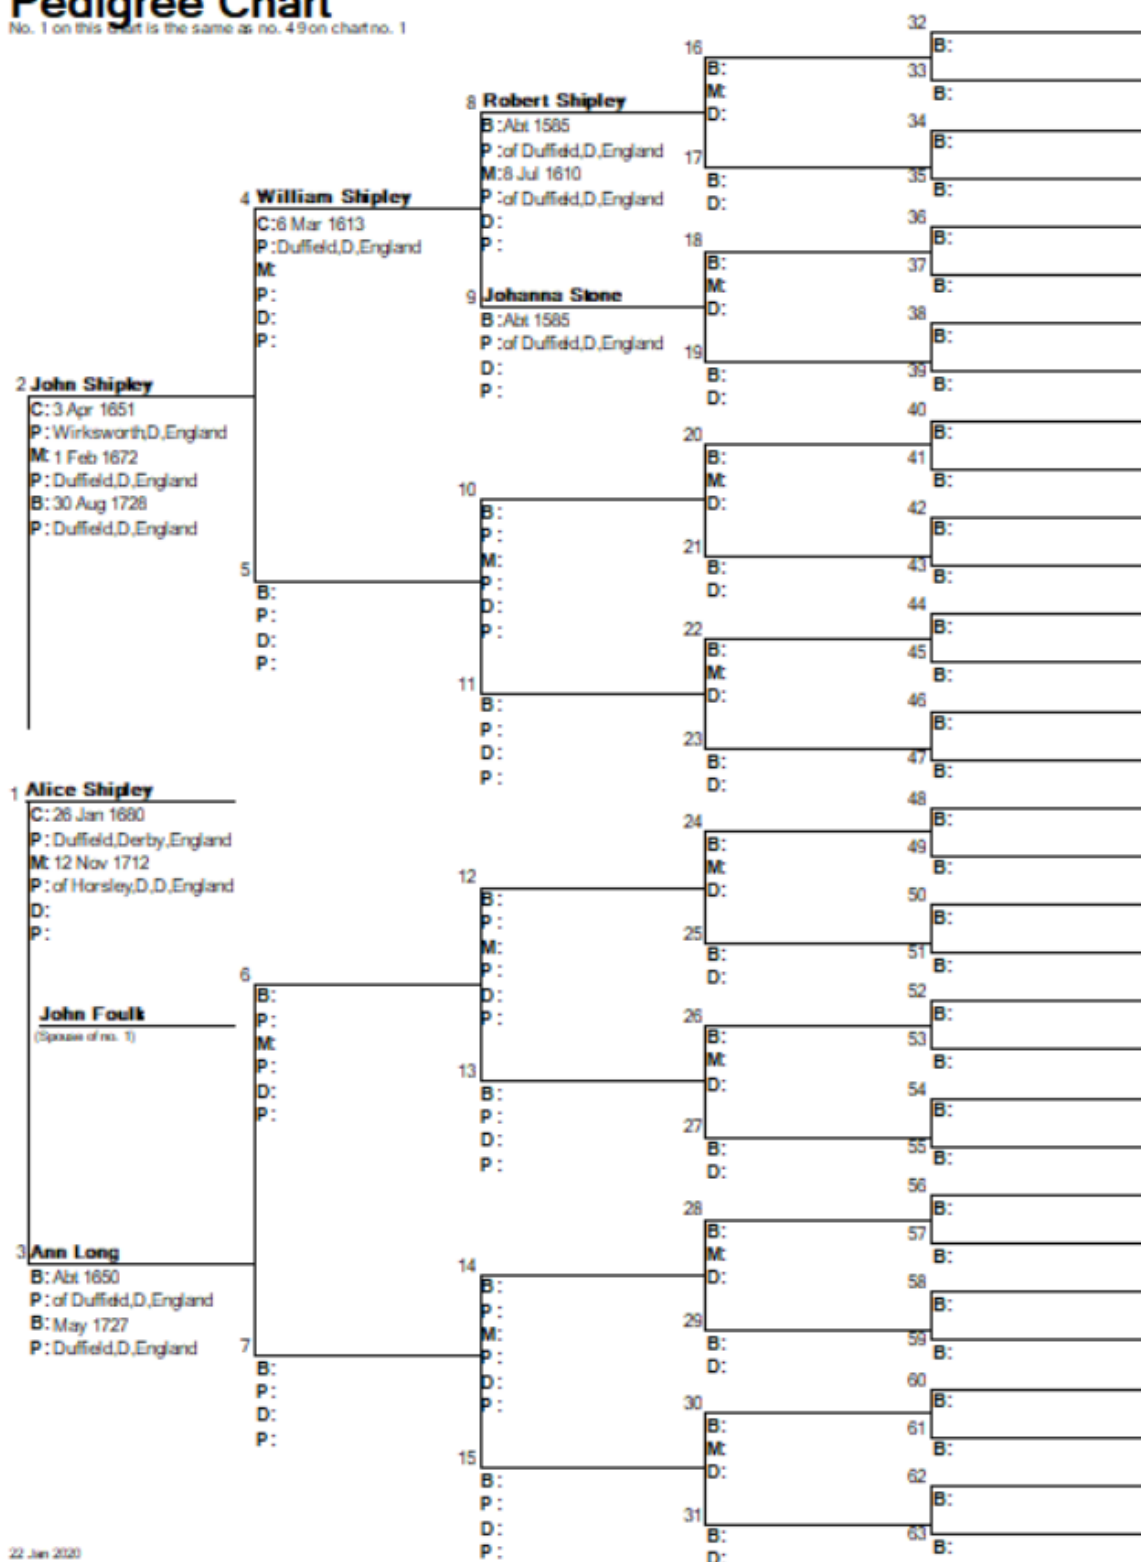 Pedigree Chart
No. 1 on this chart is the same as no. 49 on chart no. 1
2 John Shipley
C: 3 Apr 1651
P: Wirksworth,D,England
M: 1 Feb 1672
P: Duffield,D,England
B: 30 Aug 1728
P: Duffield,D,England
1 Alice Shipley
C: 26 Jan 1680
P: Duffield,Derby,England
M: 12 Nov 1712
P: of Horsley,D,D,England
D:
P:
John Foulk
(Spouse of no. 1)
3 Ann Long
B: Abt 1650
P: of Duffield,D,England
B: May 1727
P: Duffield,D,England
22 Jan 2020
4 William Shipley
C: 6 Mar 1613
P: Duffield,D,England
M:
P:
D:
P:
5
B:
P:
D:
P:
6
B:
P:
M:
P:
D:
P:
7
B:
P:
D:
P:
8 Robert Shipley
B: Abt 1585
P: of Duffield,D,England
M: 8 Jul 1610
P: of Duffield,D,England
D:
P:
9 Johanna Stone
B: Abt 1585
P: of Duffield,D,England
D:
P:
10
B:
P:
M:
P:
D:
P:
11
B:
P:
D:
P:
12
B:
P:
M:
P:
D:
P:
13
B:
P:
D:
P:
14
B:
P:
M:
P:
D:
P:
15
B:
P:
D:
P:
16
B:
M:
D:
17
B:
D:
18
B:
M:
D:
19
B:
D:
20
B:
M:
D:
21
B:
D:
22
B:
M:
D:
23
B:
D:
24
B:
M:
D:
25
B:
D:
26
B:
M:
D:
27
B:
D:
28
B:
M:
D:
29
B:
D:
30
B:
M:
D:
31
B:
D:
32
B:
33
B:
34
B:
35
B:
36
B:
37
B:
38
B:
39
B:
40
B:
41
B:
42
B:
43
B:
44
B:
45
B:
46
B:
47
B:
48
B:
49
B:
50
B:
51
B:
52
B:
53
B:
54
B:
55
B:
56
B:
57
B:
58
B:
59
B:
60
B:
61
B:
62
B:
63
B: